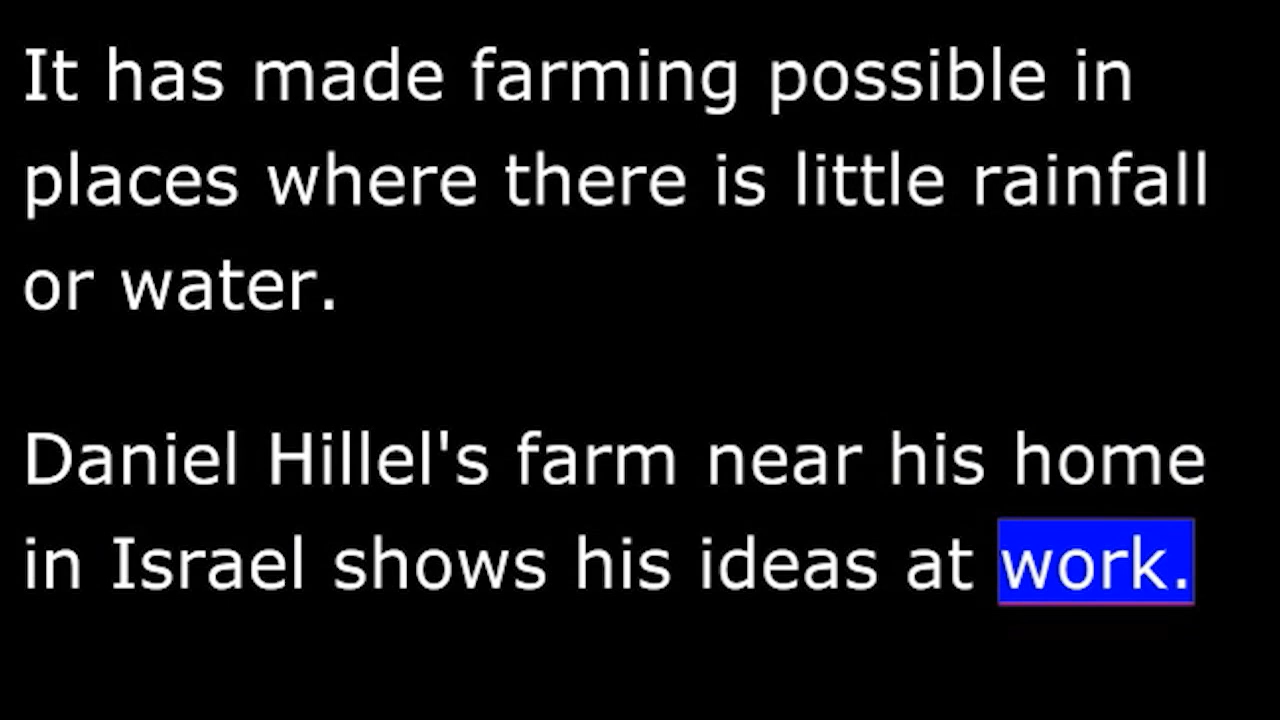 It has made farming possible in
places where there is little rainfall
or water.
Daniel Hillel's farm near his home
in Israel shows his ideas at work.